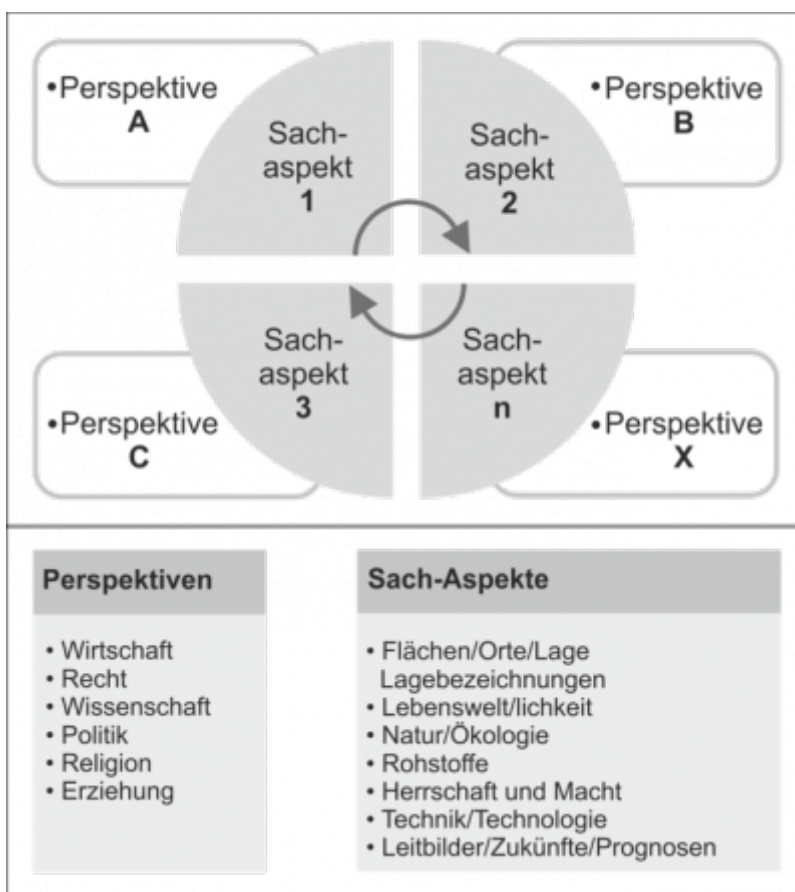 •Perspektive
A
Sach-
aspekt
1
Sach-
aspekt
2
•Perspektive
B
•Perspektive
C
Sach-
aspekt
3
Sach-
aspekt
n
•Perspektive
X
Perspektiven
• Wirtschaft
• Recht
• Wissenschaft
• Politik
• Religion
• Erziehung
Sach-Aspekte
• Flächen/Orte/Lage
Lagebezeichnungen
• Lebenswelt/lichkeit
• Natur/Ökologie
• Rohstoffe
• Herrschaft und Macht
• Technik/Technologie
• Leitbilder/Zukünfte/Prognosen